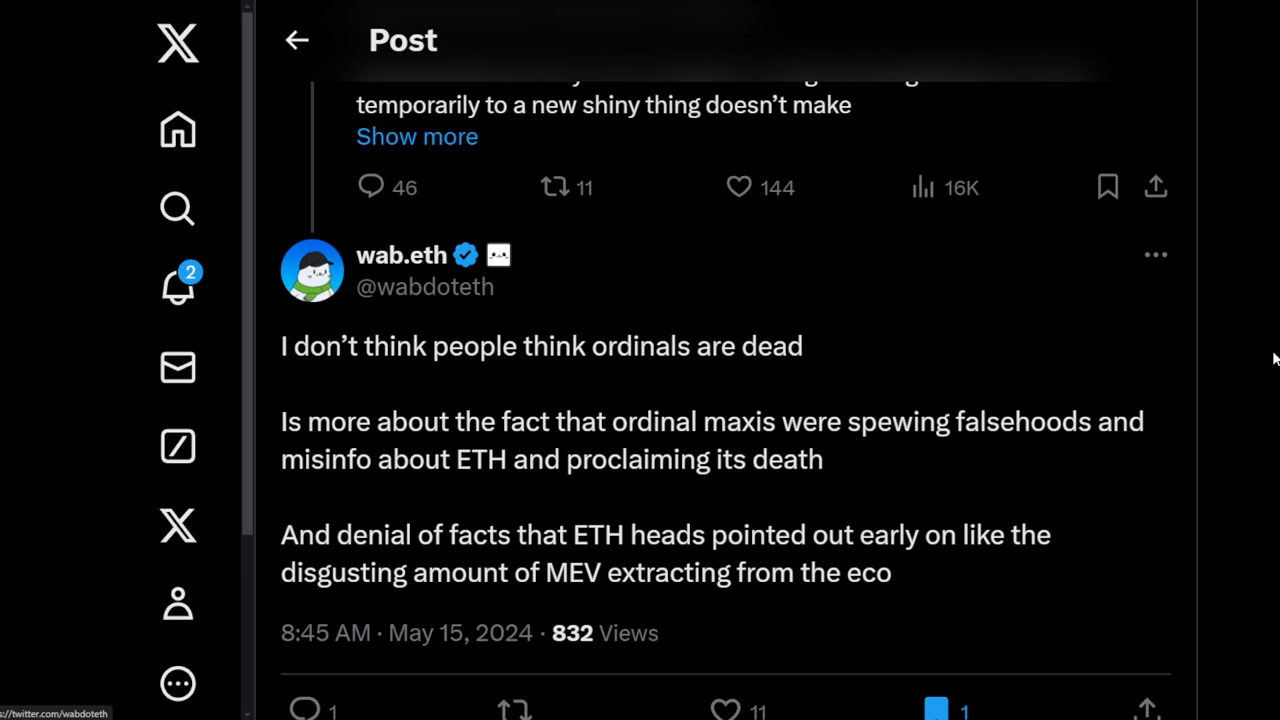 Post
temporarily to a new shiny thing doesn’t make
Show more
46 11 144 16K
wab.eth
@wabdoteth
2
I don’t think people think ordinals are dead
Is more about the fact that ordinal maxis were spewing falsehoods and
misinfo about ETH and proclaiming its death
And denial of facts that ETH heads pointed out early on like the
disgusting amount of MEV extracting from the eco
8:45 AM · May 15, 2024 · 832 Views
1 11 1
s://twitter.com/wabdoteth